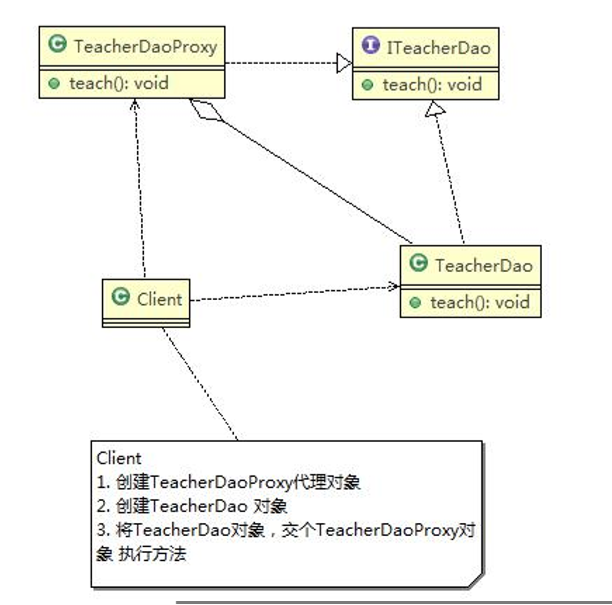 TeacherDaoProxy
teach(): void
ITeacherDao
teach(): void
TeacherDao
teach(): void
Client
Client
1. 创建TeacherDaoProxy代理对象
2. 创建TeacherDao 对象
3. 将TeacherDao对象，交个TeacherDaoProxy对
象 执行方法